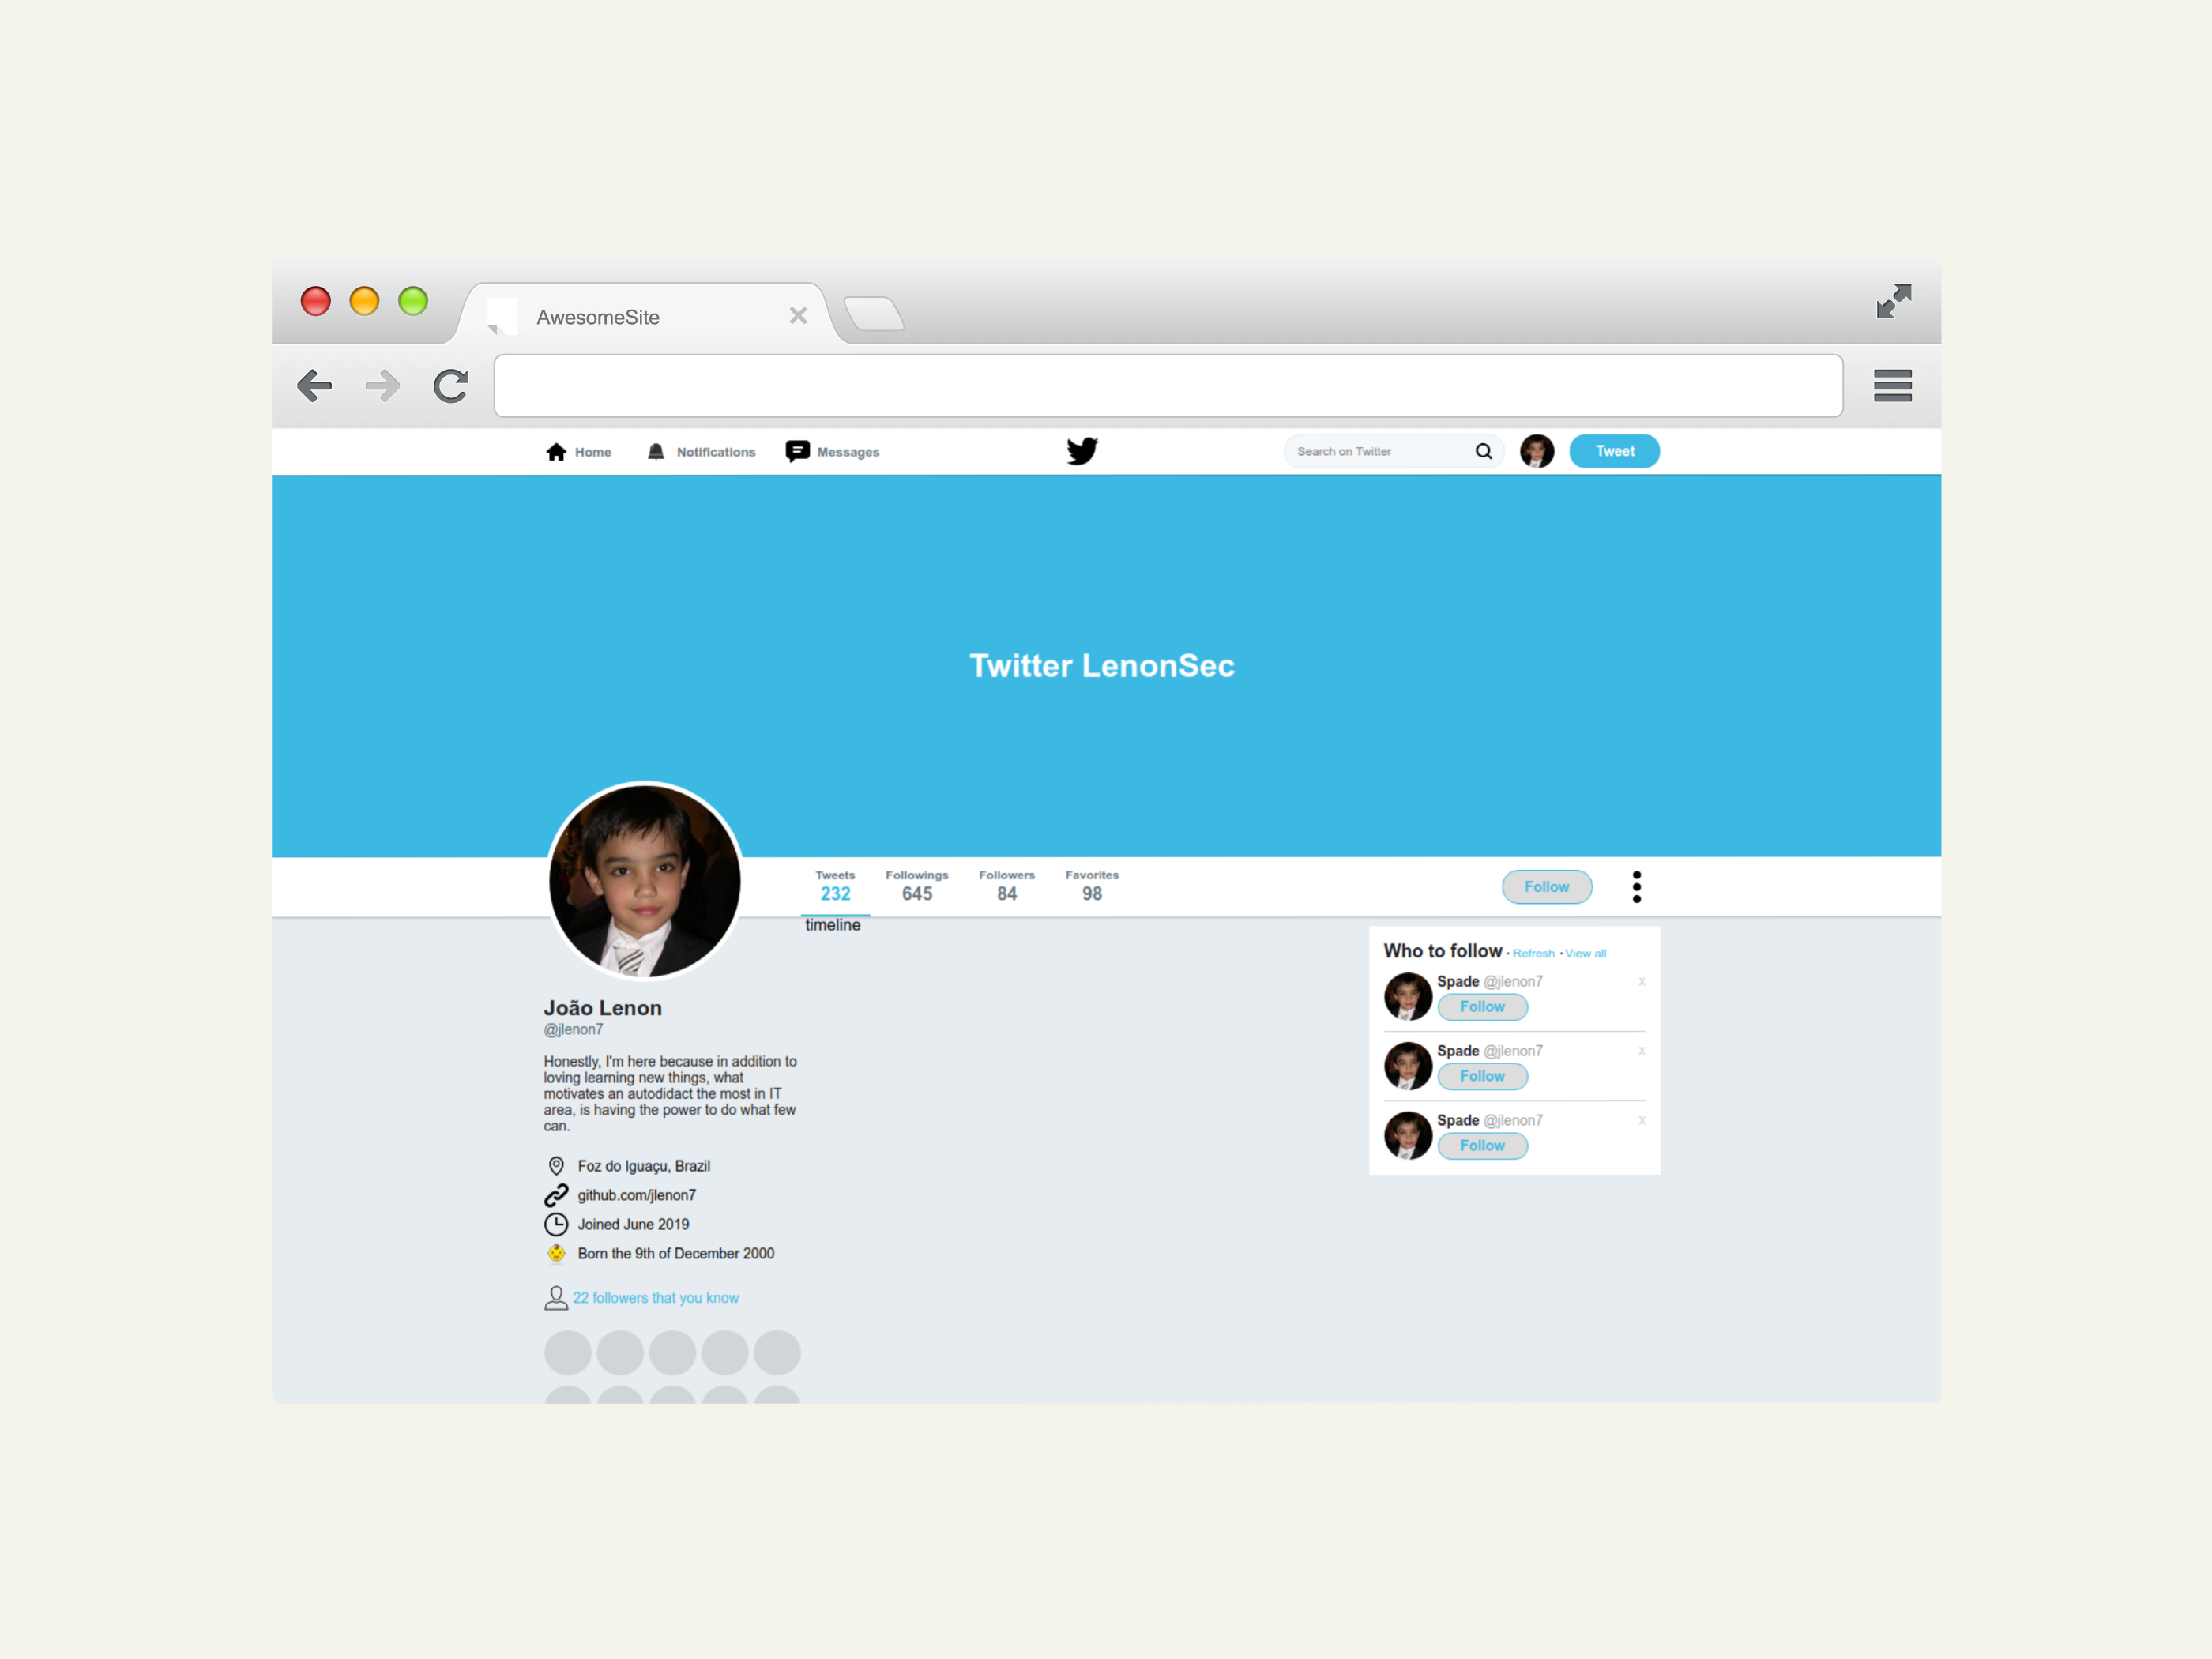 AwesomeSite
Home Notifications Messages Search on Twitter Tweet
Twitter LenonSec
Tweets Followings Followers Favorites
232 645 84 98
Follow
timeline
João Lenon
@jlenon7
Honestly, I'm here because in addition to
loving learning new things, what
motivates an autodidact the most in IT
area, is having the power to do what few
can.
Foz do Iguaçu, Brazil
github.com/jlenon7
Joined June 2019
Born the 9th of December 2000
22 followers that you know
Who to follow · Refresh · View all
Spade @jlenon7 x
Follow
Spade @jlenon7 x
Follow
Spade @jlenon7 x
Follow